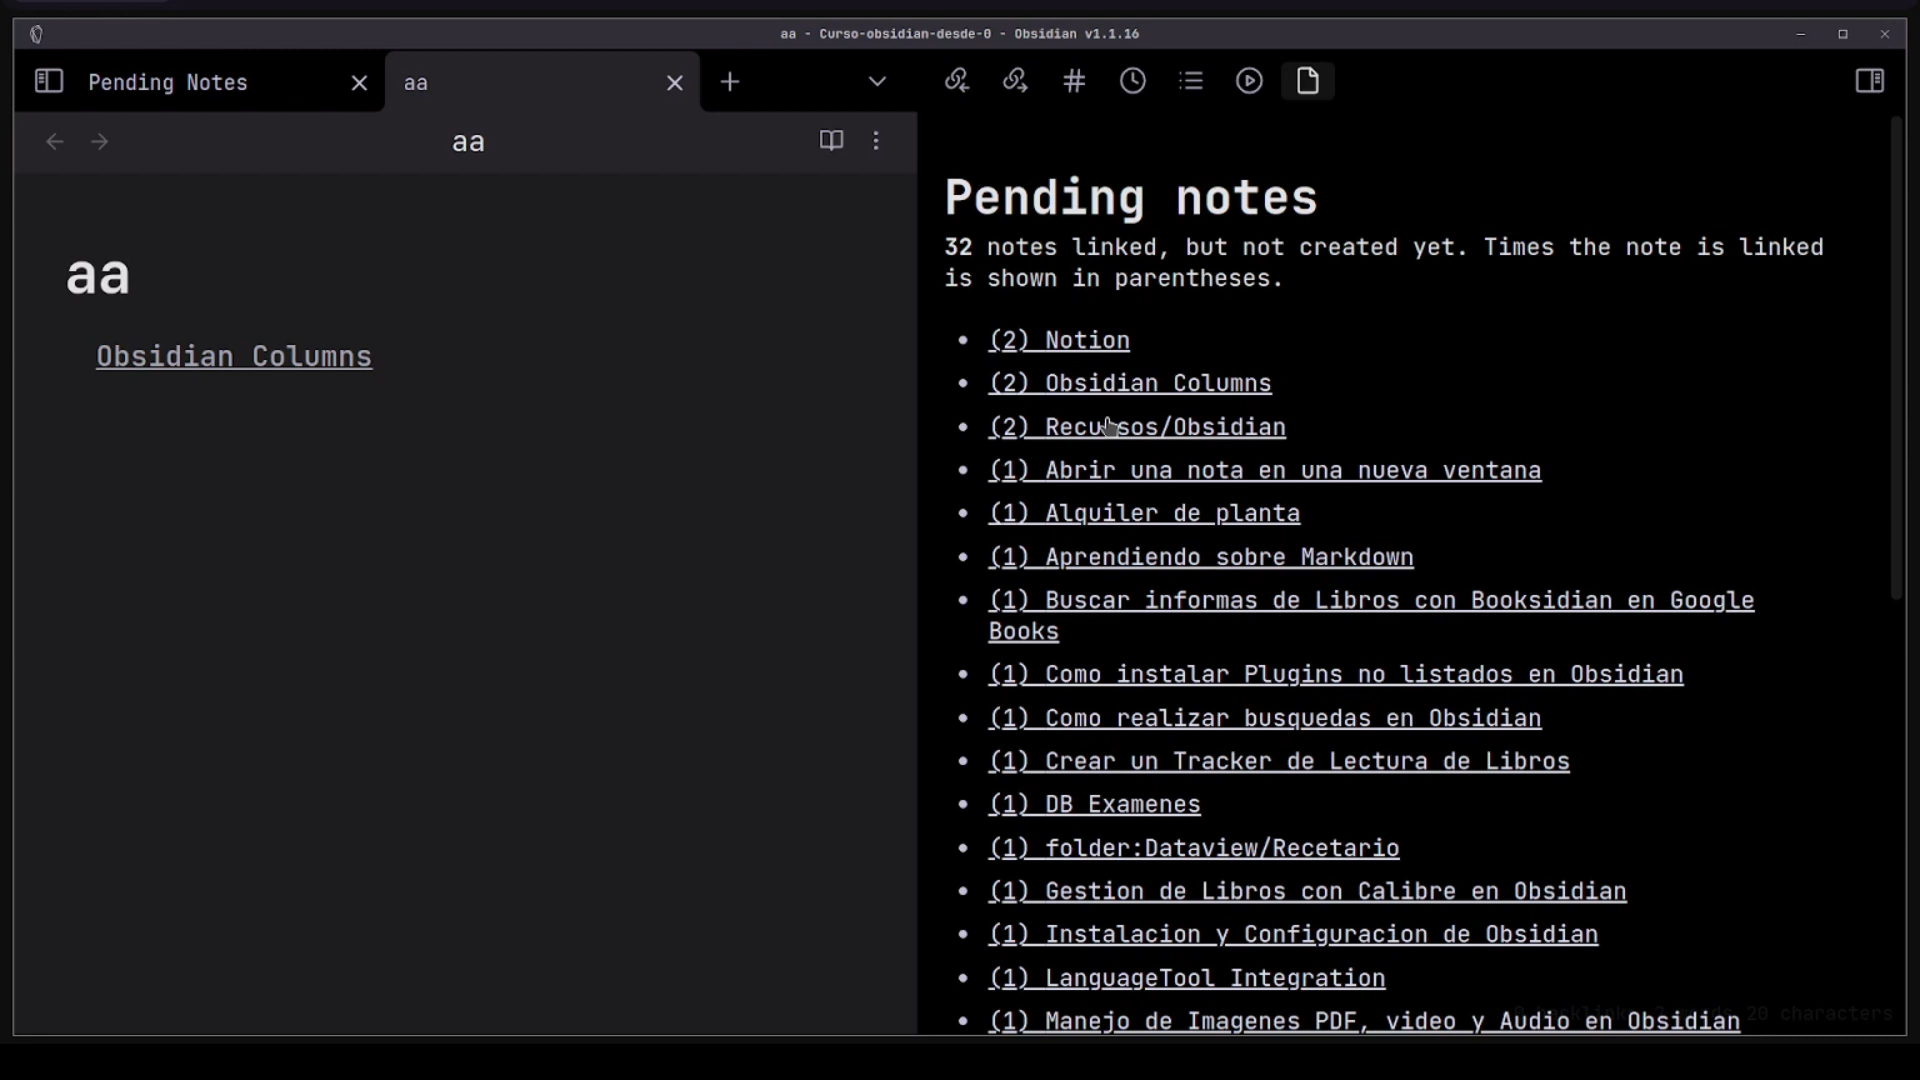 aa - Curso-obsidian-desde-0 - Obsidian v1.1.16
Pending Notes
aa
aa
aa
Obsidian Columns
Pending notes
32 notes linked, but not created yet. Times the note is linked
is shown in parentheses.
(2) Notion
(2) Obsidian Columns
(2) Recursos/Obsidian
(1) Abrir una nota en una nueva ventana
(1) Alquiler de planta
(1) Aprendiendo sobre Markdown
(1) Buscar informas de Libros con Booksidian en Google
Books
(1) Como instalar Plugins no listados en Obsidian
(1) Como realizar busquedas en Obsidian
(1) Crear un Tracker de Lectura de Libros
(1) DB Examenes
(1) folder:Dataview/Recetario
(1) Gestion de Libros con Calibre en Obsidian
(1) Instalacion y Configuracion de Obsidian
(1) LanguageTool Integration
(1) Manejo de Imagenes PDF, video y Audio en Obsidian
20 characters